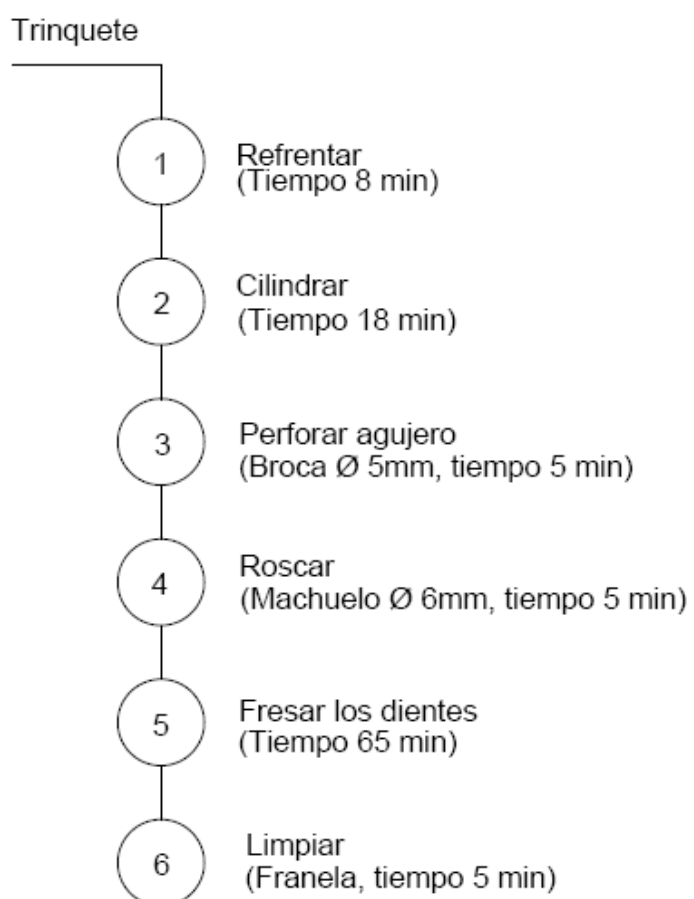 Trinquete
1
Refrentar
(Tiempo 8 min)
2
Cilindrar
(Tiempo 18 min)
3
Perforar agujero
(Broca Ø 5mm, tiempo 5 min)
4
Roscar
(Machuelo Ø 6mm, tiempo 5 min)
5
Fresar los dientes
(Tiempo 65 min)
6
Limpiar
(Franela, tiempo 5 min)